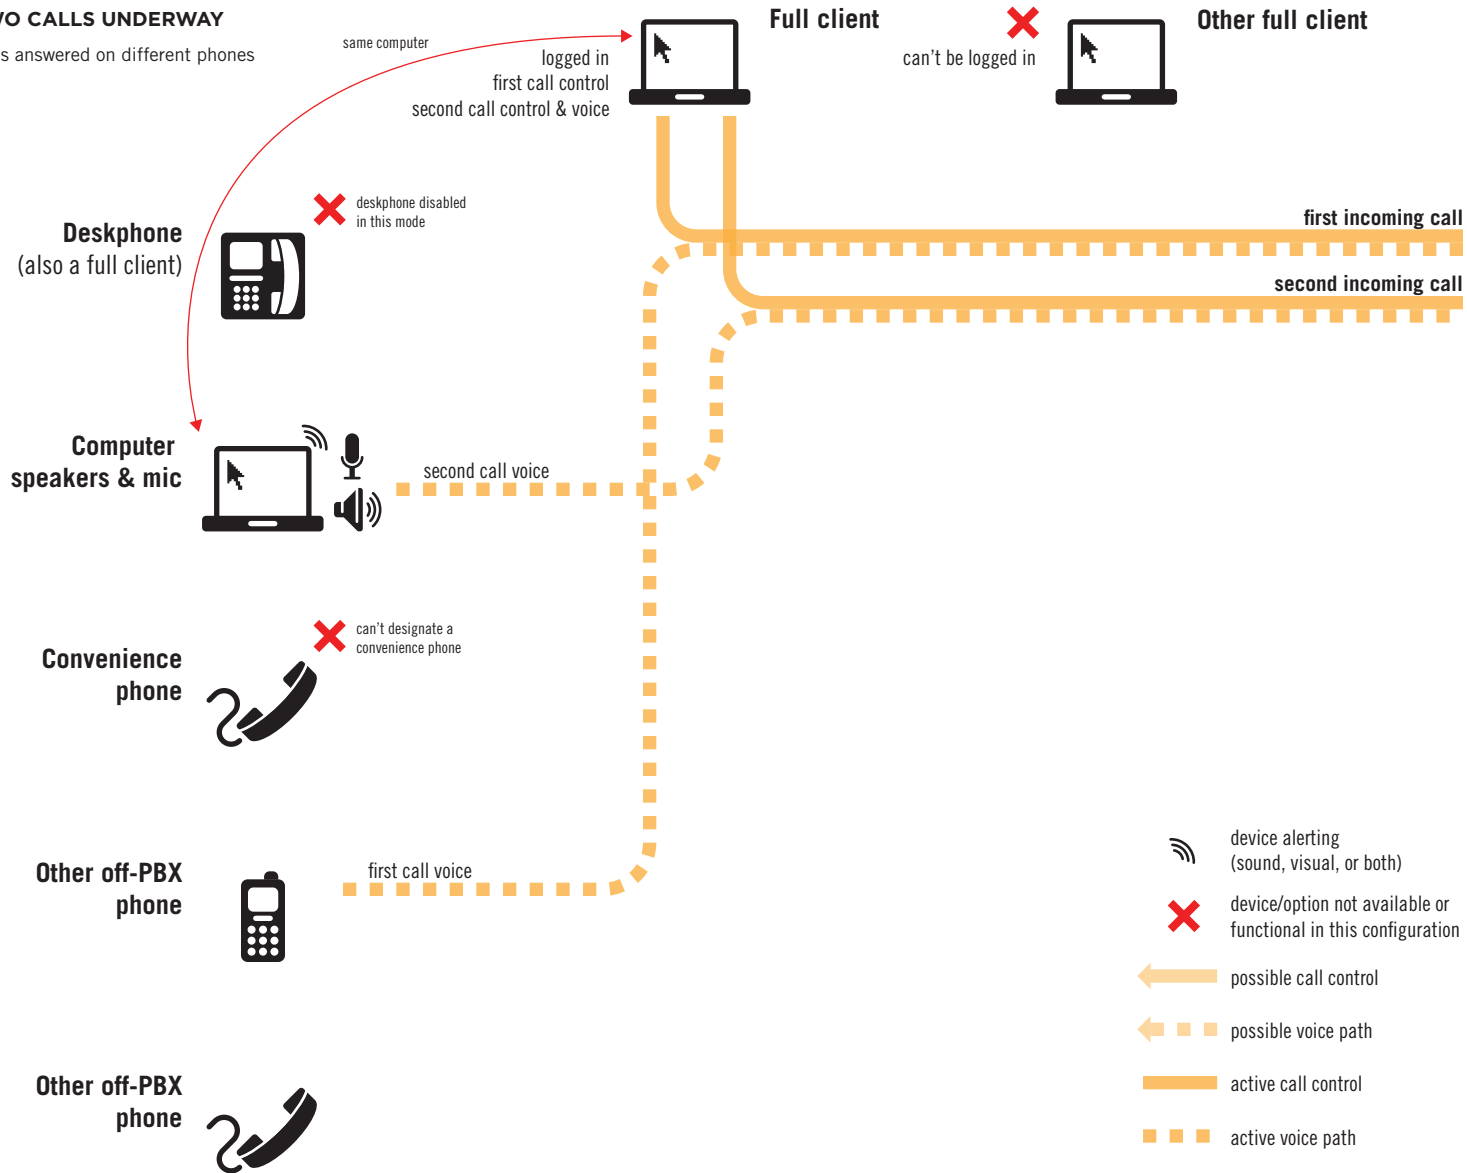 CALLS UNDERWAY
answered on different phones
same computer
Full client
logged in
first call control
second call control & voice
can't be logged in
Other full client
deskphone disabled
in this mode
Deskphone
(also a full client)
first incoming call
second incoming call
Computer
speakers & mic
second call voice
can't designate a
convenience phone
Convenience
phone
Other off-PBX
phone
first call voice
device alerting
(sound, visual, or both)
device/option not available or
functional in this configuration
possible call control
possible voice path
active call control
active voice path
Other off-PBX
phone